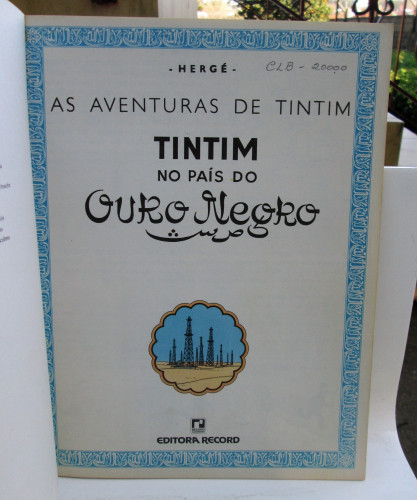 - HERGÉ -
CLB - 20000
AS AVENTURAS DE TINTIM
TINTIM
NO PAÍS DO
OURO NEGRO
EDITORA RECORD